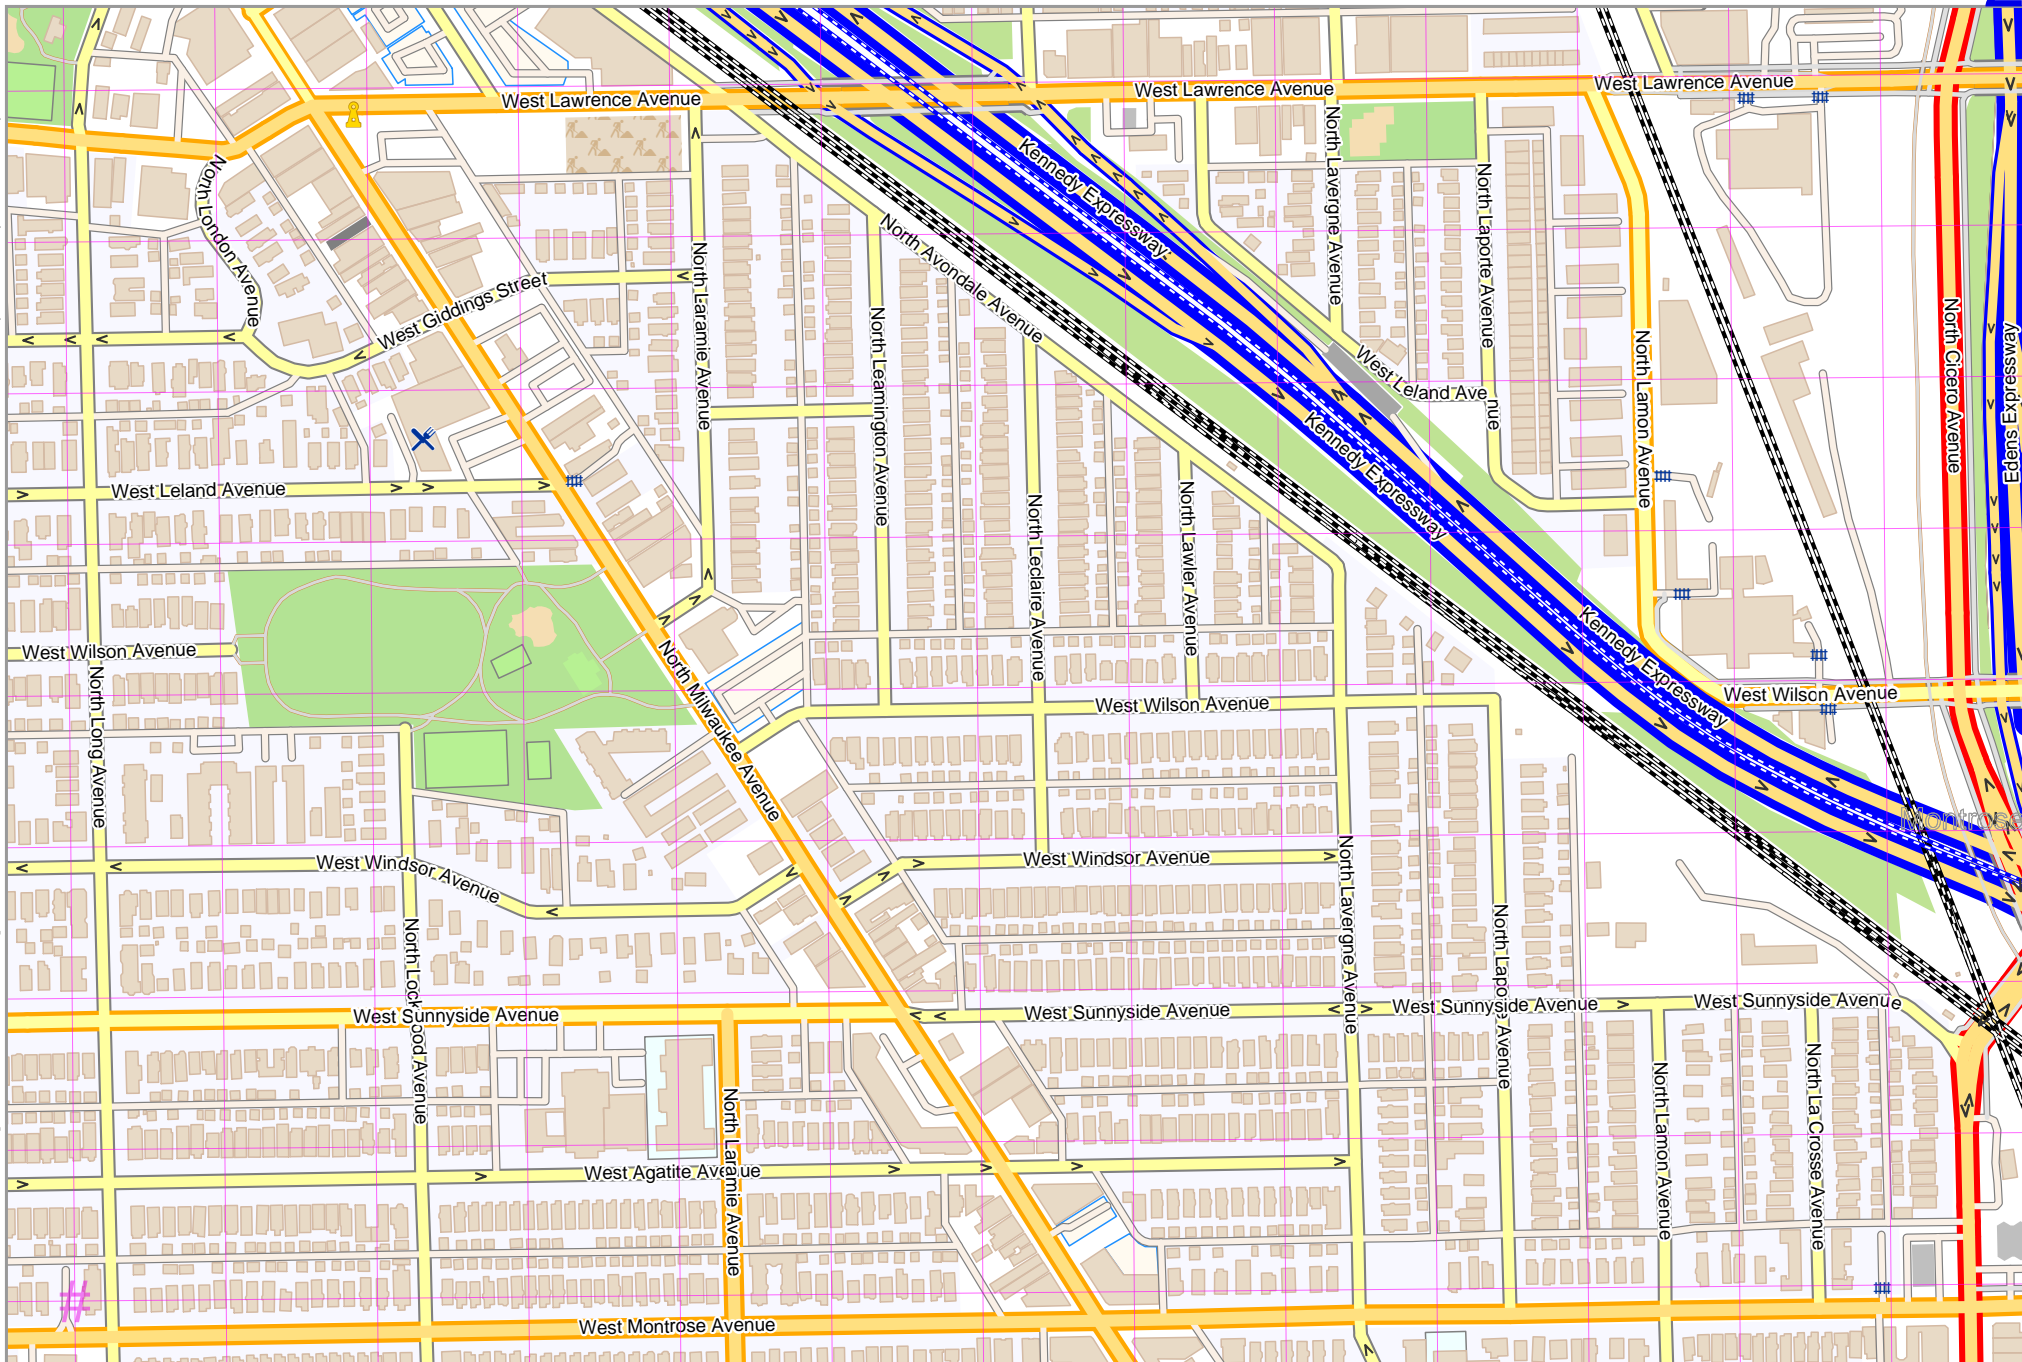 West Lawrence Avenue
West Lawrence Avenue
West Lawrence Avenue
North London Avenue
Kennedy Expressway
North Lavergne Avenue
North Laporte Avenue
North Avondale Avenue
West Giddings Street
North Laramie Avenue
North Leamington Avenue
North Cicero Avenue
Edens Expressway
North Lamon Avenue
West Leland Ave
nue
Kennedy Expressway
West Leland Avenue
North Leclaire Avenue
North Lawler Avenue
Kennedy Expressway
West Wilson Avenue
North Long Avenue
North Milwaukee Avenue
West Wilson Avenue
West Wilson Avenue
Montrose
West Windsor Avenue
West Windsor Avenue
North Lavergne Avenue
North Lockwood Avenue
North Laporte Avenue
West Sunnyside Avenue
West Sunnyside Avenue
West Sunnyside Avenue
West Sunnyside Avenue
North Laramie Avenue
North Lamon Avenue
North La Crosse Avenue
West Agatite Avenue
West Montrose Avenue